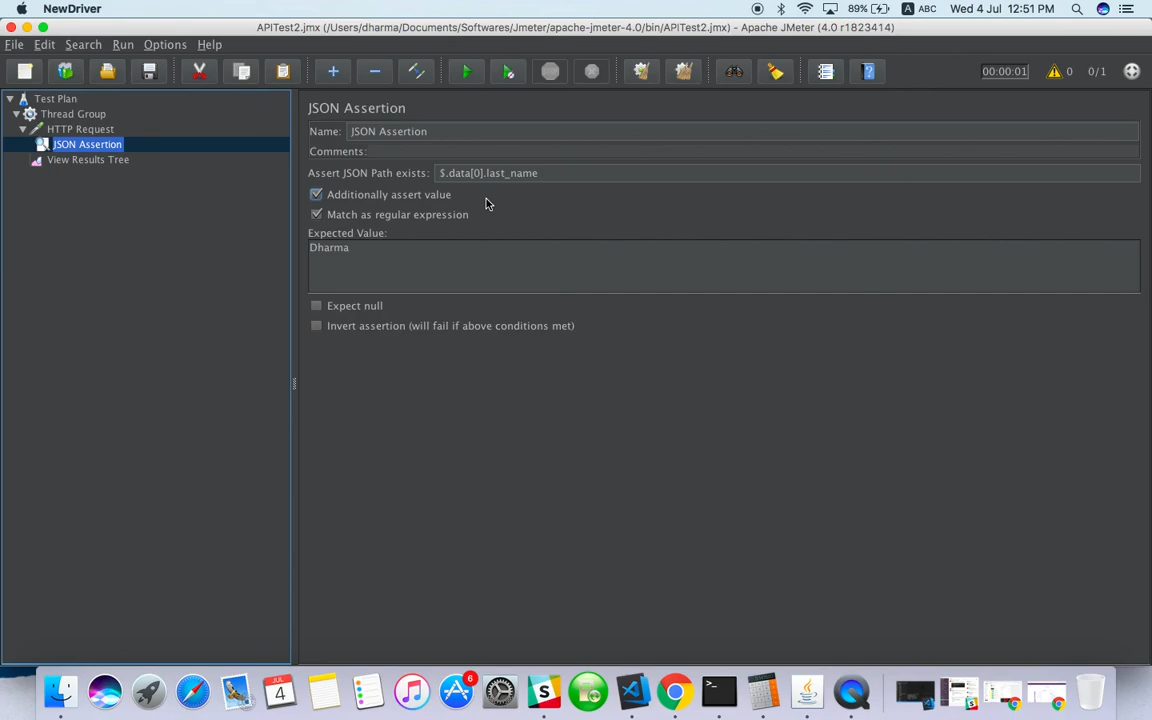 NewDriver 89% ABC Wed 4 Jul 12:51 PM
APITest2.jmx (/Users/dharma/Documents/Softwares/Jmeter/apache-jmeter-4.0/bin/APITest2.jmx) - Apache JMeter (4.0 r1823414)
File Edit Search Run Options Help
00:00:01 0 0/1
Test Plan
Thread Group
HTTP Request
JSON Assertion
View Results Tree
JSON Assertion
Name: JSON Assertion
Comments:
Assert JSON Path exists: $.data[0].last_name
Additionally assert value
Match as regular expression
Expected Value:
Dharma
Expect null
Invert assertion (will fail if above conditions met)
6
4